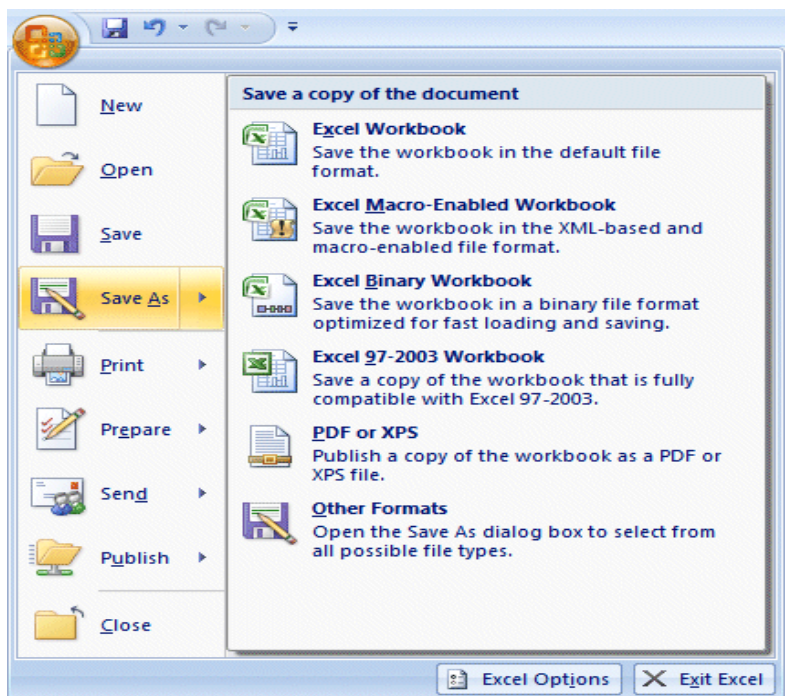 New
Open
Save
Save As
Print
Prepare
Send
Publish
Close
Save a copy of the document
Excel Workbook
Save the workbook in the default file
format.
Excel Macro-Enabled Workbook
Save the workbook in the XML-based and
macro-enabled file format.
Excel Binary Workbook
Save the workbook in a binary file format
optimized for fast loading and saving.
Excel 97-2003 Workbook
Save a copy of the workbook that is fully
compatible with Excel 97-2003.
PDF or XPS
Publish a copy of the workbook as a PDF or
XPS file.
Other Formats
Open the Save As dialog box to select from
all possible file types.
Excel Options
Exit Excel